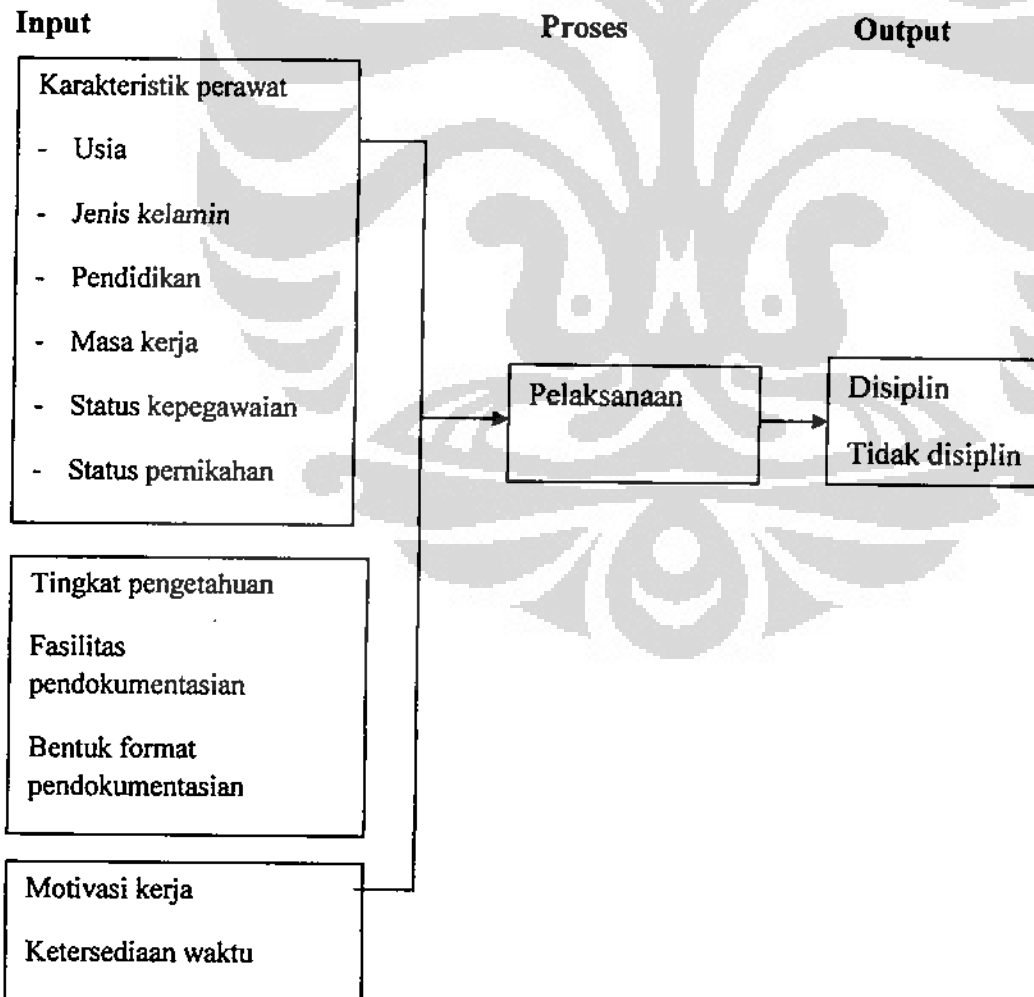 Input
Proses
Output
Karakteristik perawat
- Usia
- Jenis kelamin
- Pendidikan
- Masa kerja
- Status kepegawaian
- Status pernikahan
Pelaksanaan
Disiplin
Tidak disiplin
Tingkat pengetahuan
Fasilitas
pendokumentasian
Bentuk format
pendokumentasian
Motivasi kerja
Ketersediaan waktu